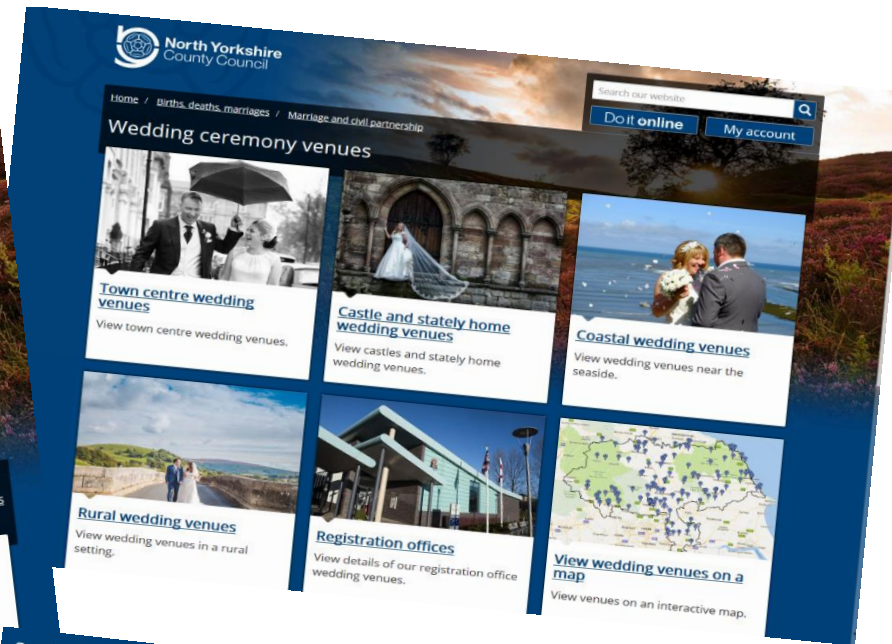 North Yorkshire
County Council
Search our website
Do it online
My account
Home / Births, deaths, marriages / Marriage and civil partnership
Wedding ceremony venues
Town centre wedding
venues
View town centre wedding venues.
Castle and stately home
wedding venues
View castles and stately home
wedding venues.
Coastal wedding venues
View wedding venues near the
seaside.
Rural wedding venues
View wedding venues in a rural
setting.
Registration offices
View details of our registration office
wedding venues.
View wedding venues on a
map
View venues on an interactive map.